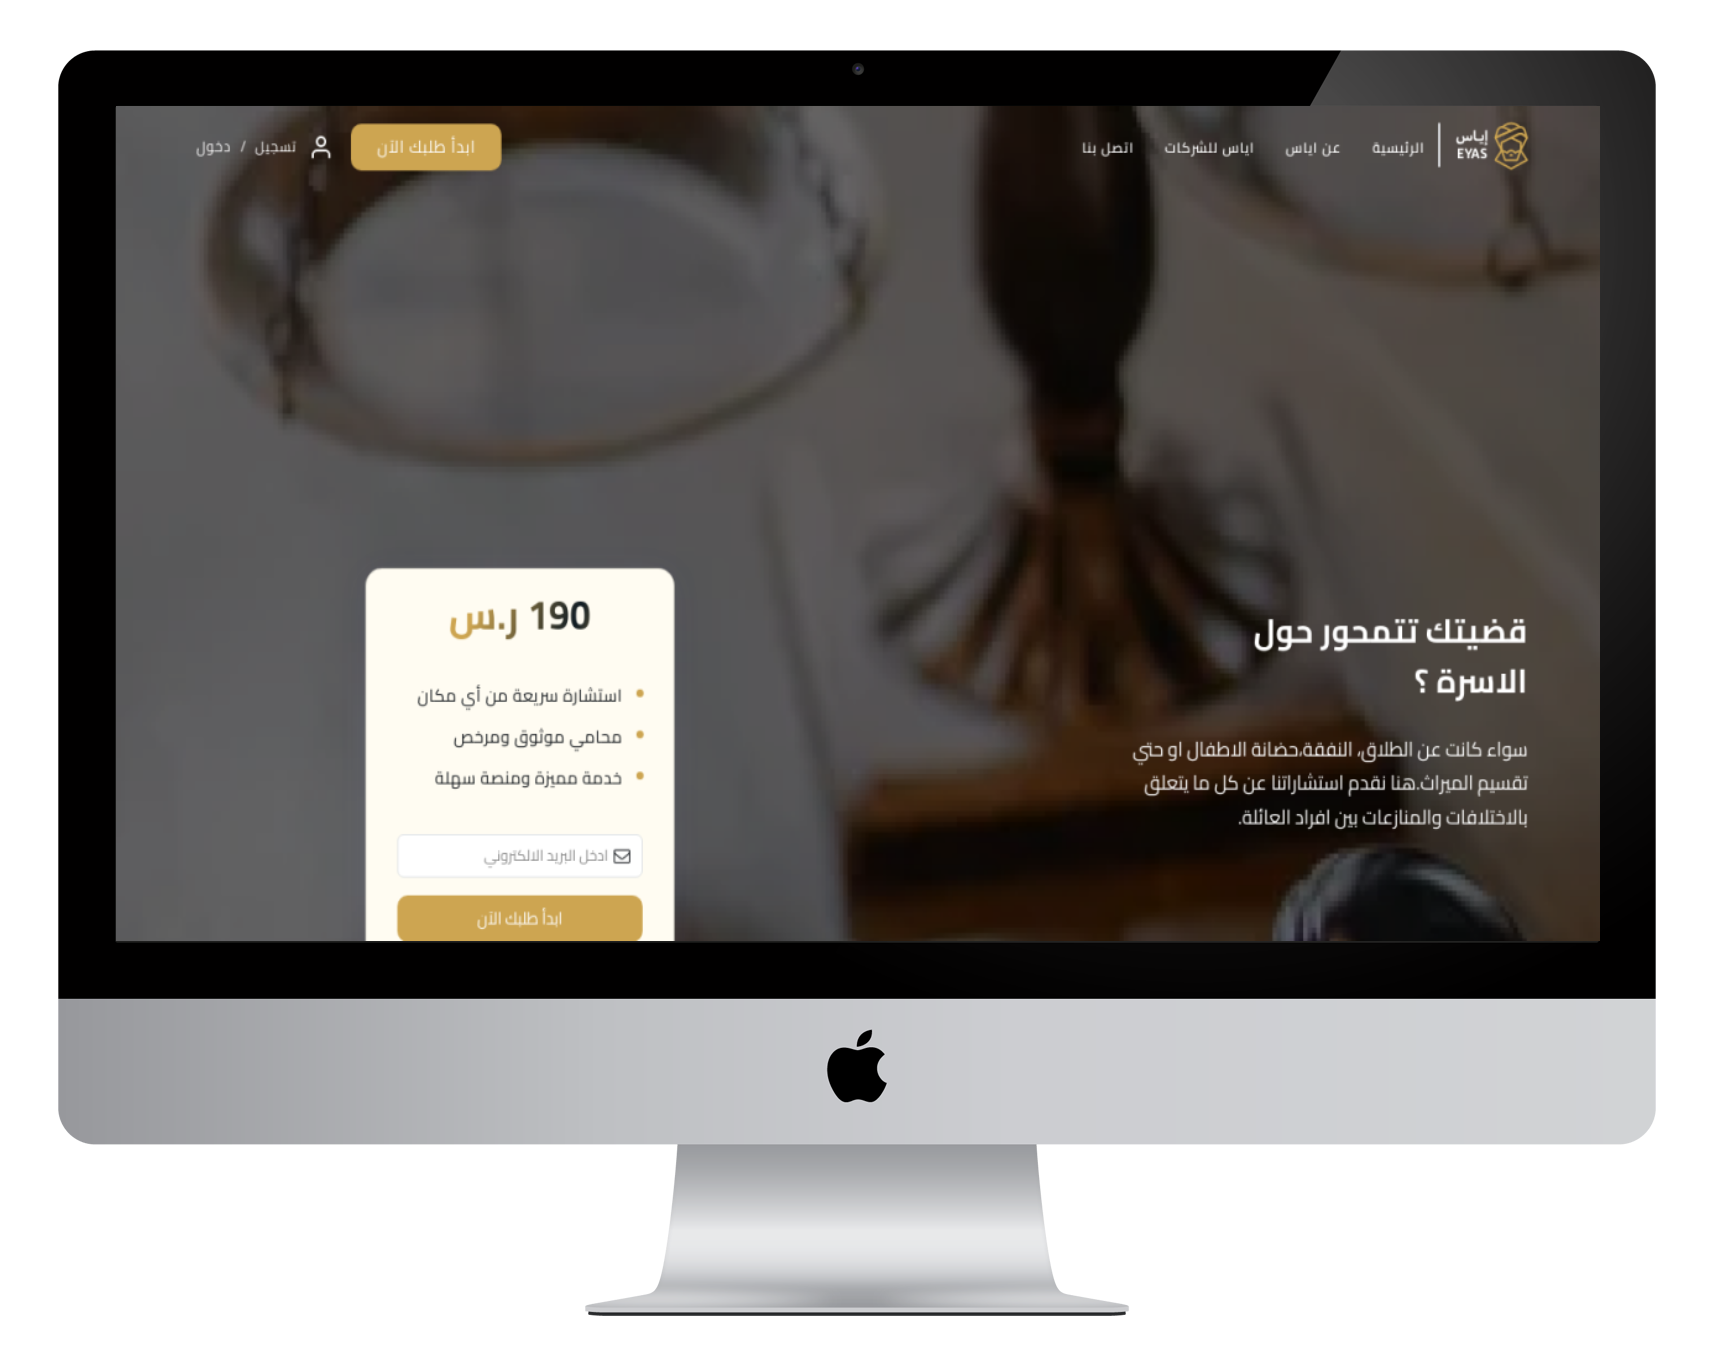 إياس
EYAS
الرئيسية
عن اياس
اياس للشركات
اتصل بنا
ابدأ طلبك الآن
تسجيل / دخول
قضيتك تتمحور حول
الاسرة ؟
سواء كانت عن الطلاق، النفقة،حضانة الاطفال او حتي
تقسيم الميراث.هنا نقدم استشاراتنا عن كل ما يتعلق
بالاختلافات والمنازعات بين افراد العائلة.
190 ر.س
استشارة سريعة من أي مكان
محامي موثوق ومرخص
خدمة مميزة ومنصة سهلة
ادخل البريد الالكتروني
ابدأ طلبك الآن